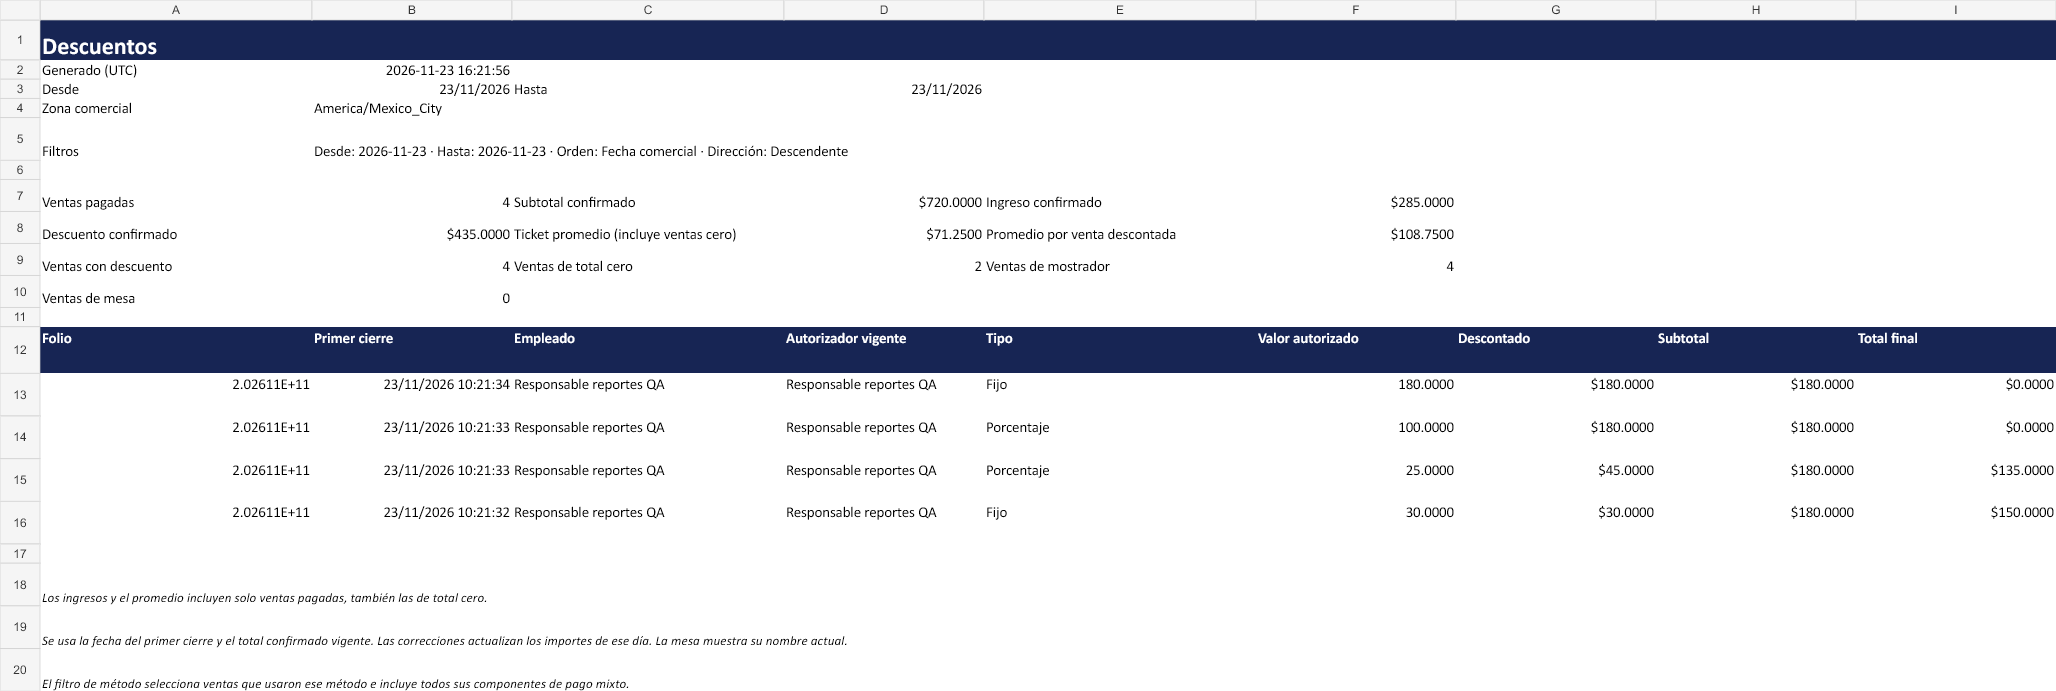 A B C D E F G H I
1 Descuentos
2 Generado (UTC) 2026-11-23 16:21:56
3 Desde 23/11/2026 Hasta 23/11/2026
4 Zona comercial America/Mexico_City
5 Filtros Desde: 2026-11-23 · Hasta: 2026-11-23 · Orden: Fecha comercial · Dirección: Descendente
6
7 Ventas pagadas 4 Subtotal confirmado $720.0000 Ingreso confirmado $285.0000
8 Descuento confirmado $435.0000 Ticket promedio (incluye ventas cero) $71.2500 Promedio por venta descontada $108.7500
9 Ventas con descuento 4 Ventas de total cero 2 Ventas de mostrador 4
10 Ventas de mesa 0
11
12 Folio Primer cierre Empleado Autorizador vigente Tipo Valor autorizado Descontado Subtotal Total final
13 2.02611E+11 23/11/2026 10:21:34 Responsable reportes QA Responsable reportes QA Fijo 180.0000 $180.0000 $180.0000 $0.0000
14 2.02611E+11 23/11/2026 10:21:33 Responsable reportes QA Responsable reportes QA Porcentaje 100.0000 $180.0000 $180.0000 $0.0000
15 2.02611E+11 23/11/2026 10:21:33 Responsable reportes QA Responsable reportes QA Porcentaje 25.0000 $45.0000 $180.0000 $135.0000
16 2.02611E+11 23/11/2026 10:21:32 Responsable reportes QA Responsable reportes QA Fijo 30.0000 $30.0000 $180.0000 $150.0000
17
18 Los ingresos y el promedio incluyen solo ventas pagadas, también las de total cero.
19 Se usa la fecha del primer cierre y el total confirmado vigente. Las correcciones actualizan los importes de ese día. La mesa muestra su nombre actual.
20 El filtro de método selecciona ventas que usaron ese método e incluye todos sus componentes de pago mixto.